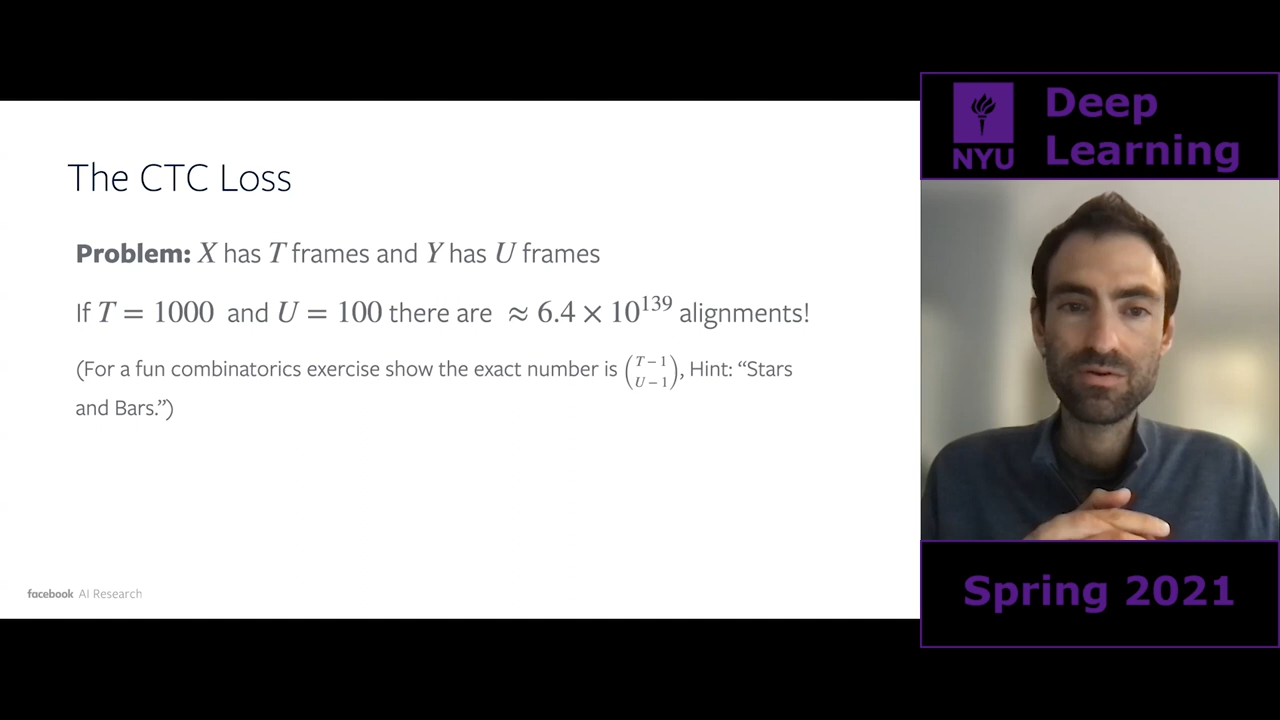 The CTC Loss
Problem: X has T frames and Y has U frames
If T = 1000 and U = 100 there are ≈ 6.4 × 10^139 alignments!
(For a fun combinatorics exercise show the exact number is (T − 1 U − 1), Hint: “Stars
and Bars.”)
facebook AI Research
NYU
Deep
Learning
Spring 2021